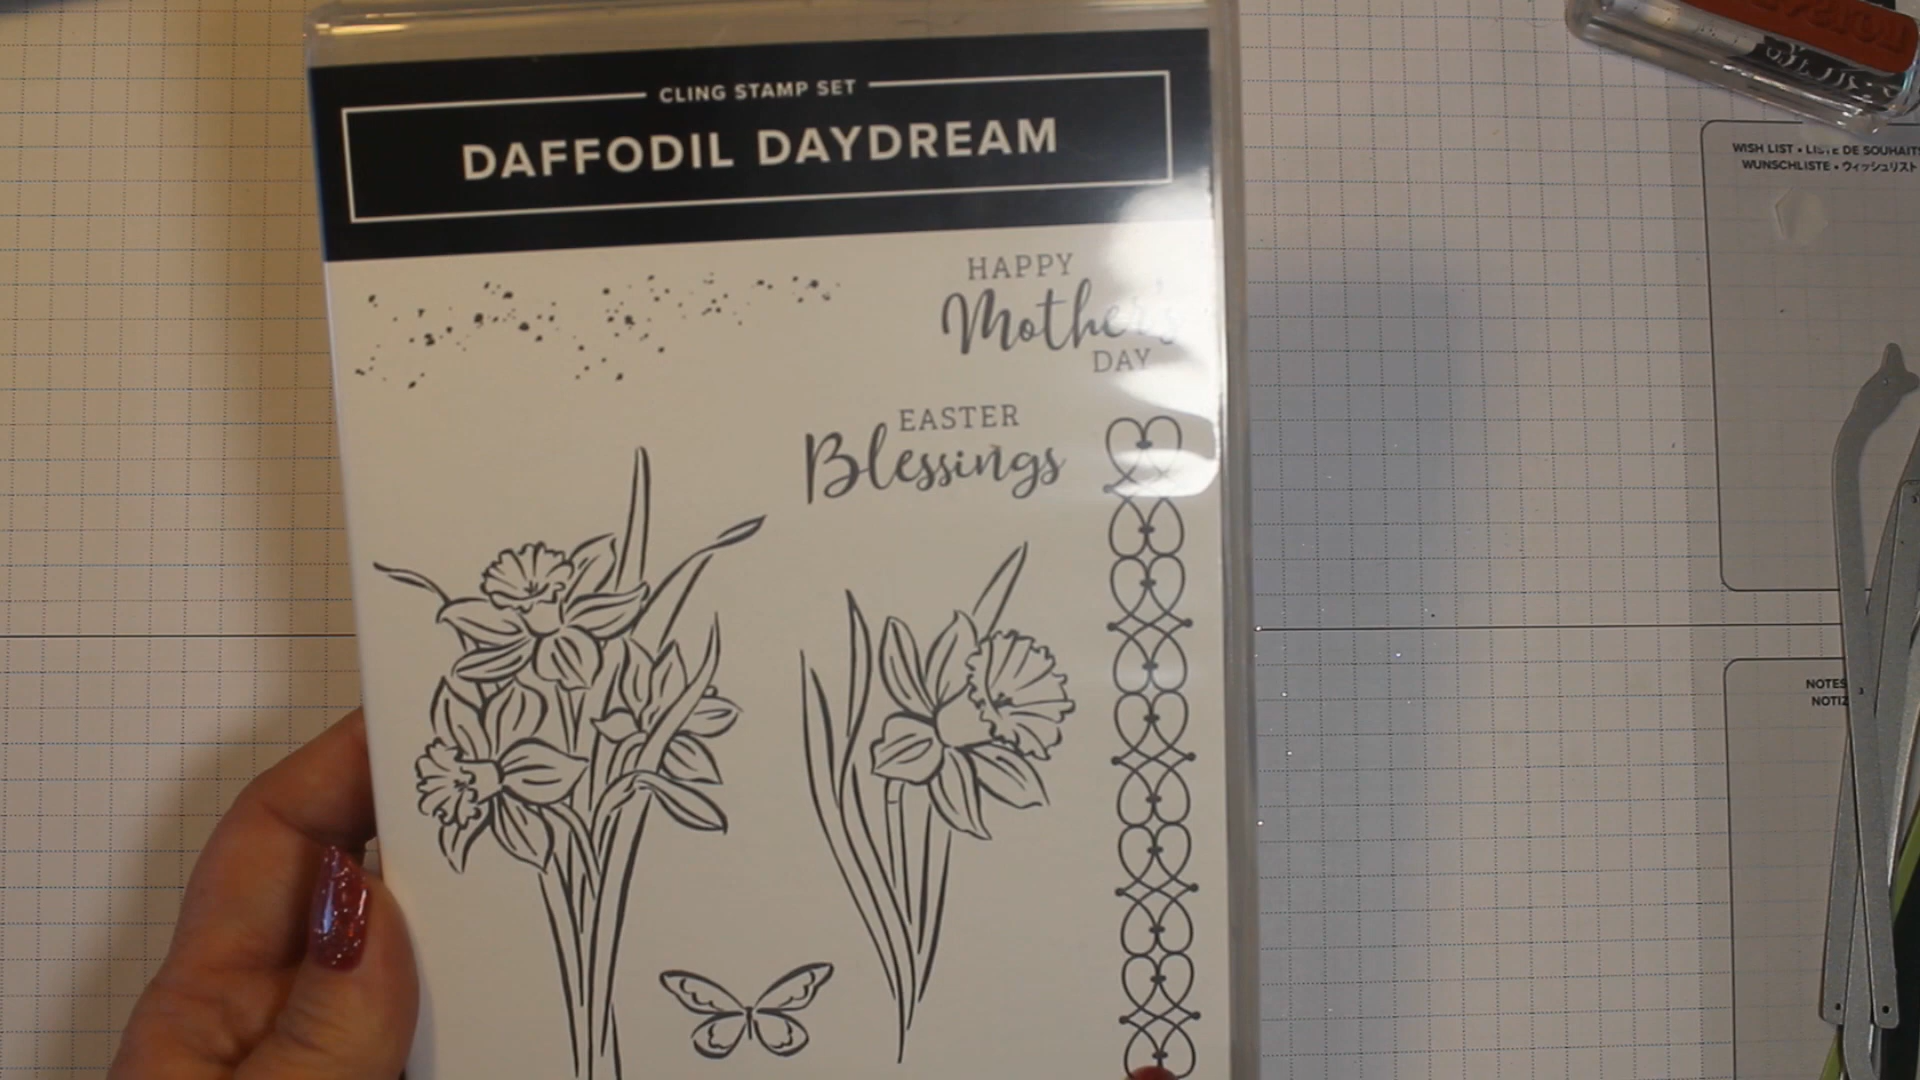 CLING STAMP SET
DAFFODIL DAYDREAM
HAPPY
Mother's
DAY
EASTER
Blessings
WISH LIST • LISTE DE SOUHAITS
WUNSCHLISTE • ウィッシュリスト
NOTES
NOTIZ